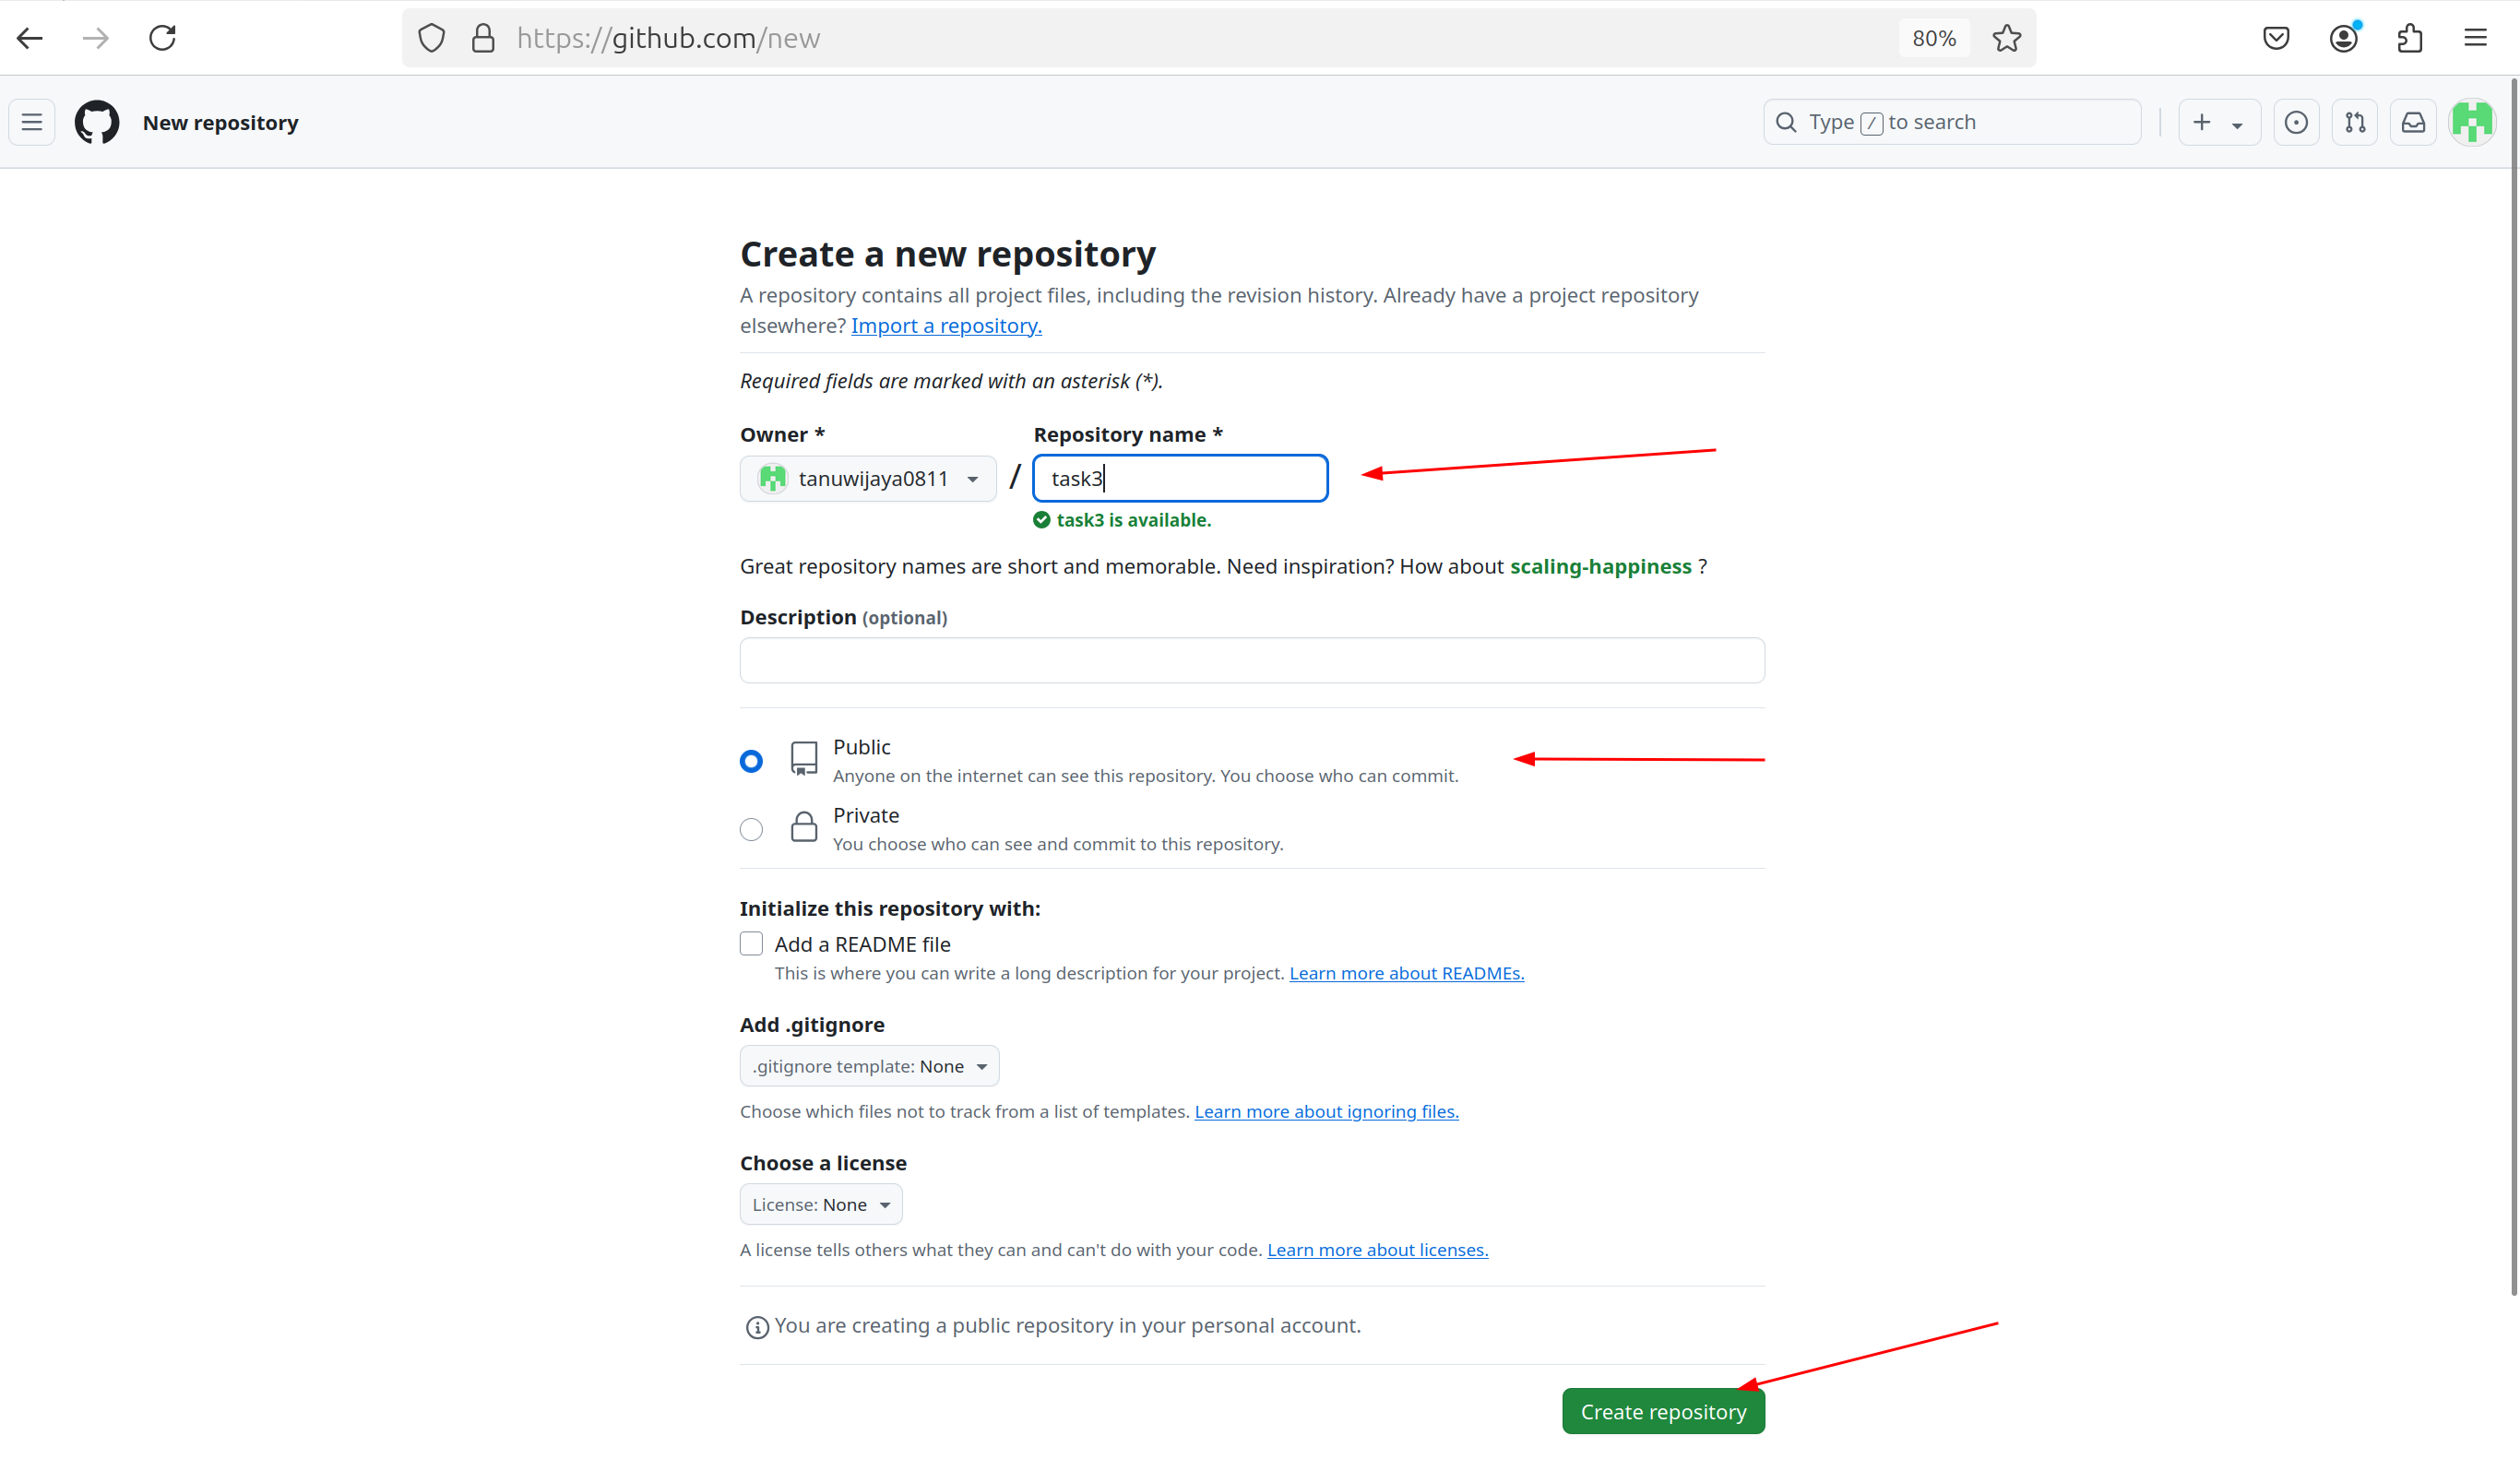 https://github.com/new
80%
New repository
Type / to search
Create a new repository
A repository contains all project files, including the revision history. Already have a project repository
elsewhere? Import a repository.
Required fields are marked with an asterisk (*).
Owner *
Repository name *
tanuwijaya0811
/
task3
task3 is available.
Great repository names are short and memorable. Need inspiration? How about scaling-happiness ?
Description (optional)
Public
Anyone on the internet can see this repository. You choose who can commit.
Private
You choose who can see and commit to this repository.
Initialize this repository with:
Add a README file
This is where you can write a long description for your project. Learn more about READMEs.
Add .gitignore
.gitignore template: None
Choose which files not to track from a list of templates. Learn more about ignoring files.
Choose a license
License: None
A license tells others what they can and can't do with your code. Learn more about licenses.
You are creating a public repository in your personal account.
Create repository